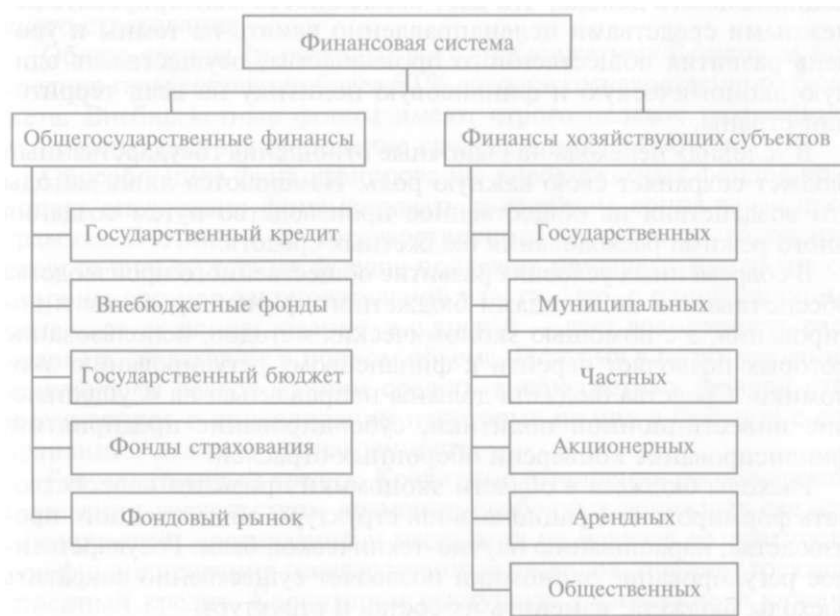 Финансовая система
Общегосударственные финансы
Финансы хозяйствующих субъектов
Государственный кредит
Внебюджетные фонды
Государственный бюджет
Фонды страхования
Фондовый рынок
Государственных
Муниципальных
Частных
Акционерных
Арендных
Общественных